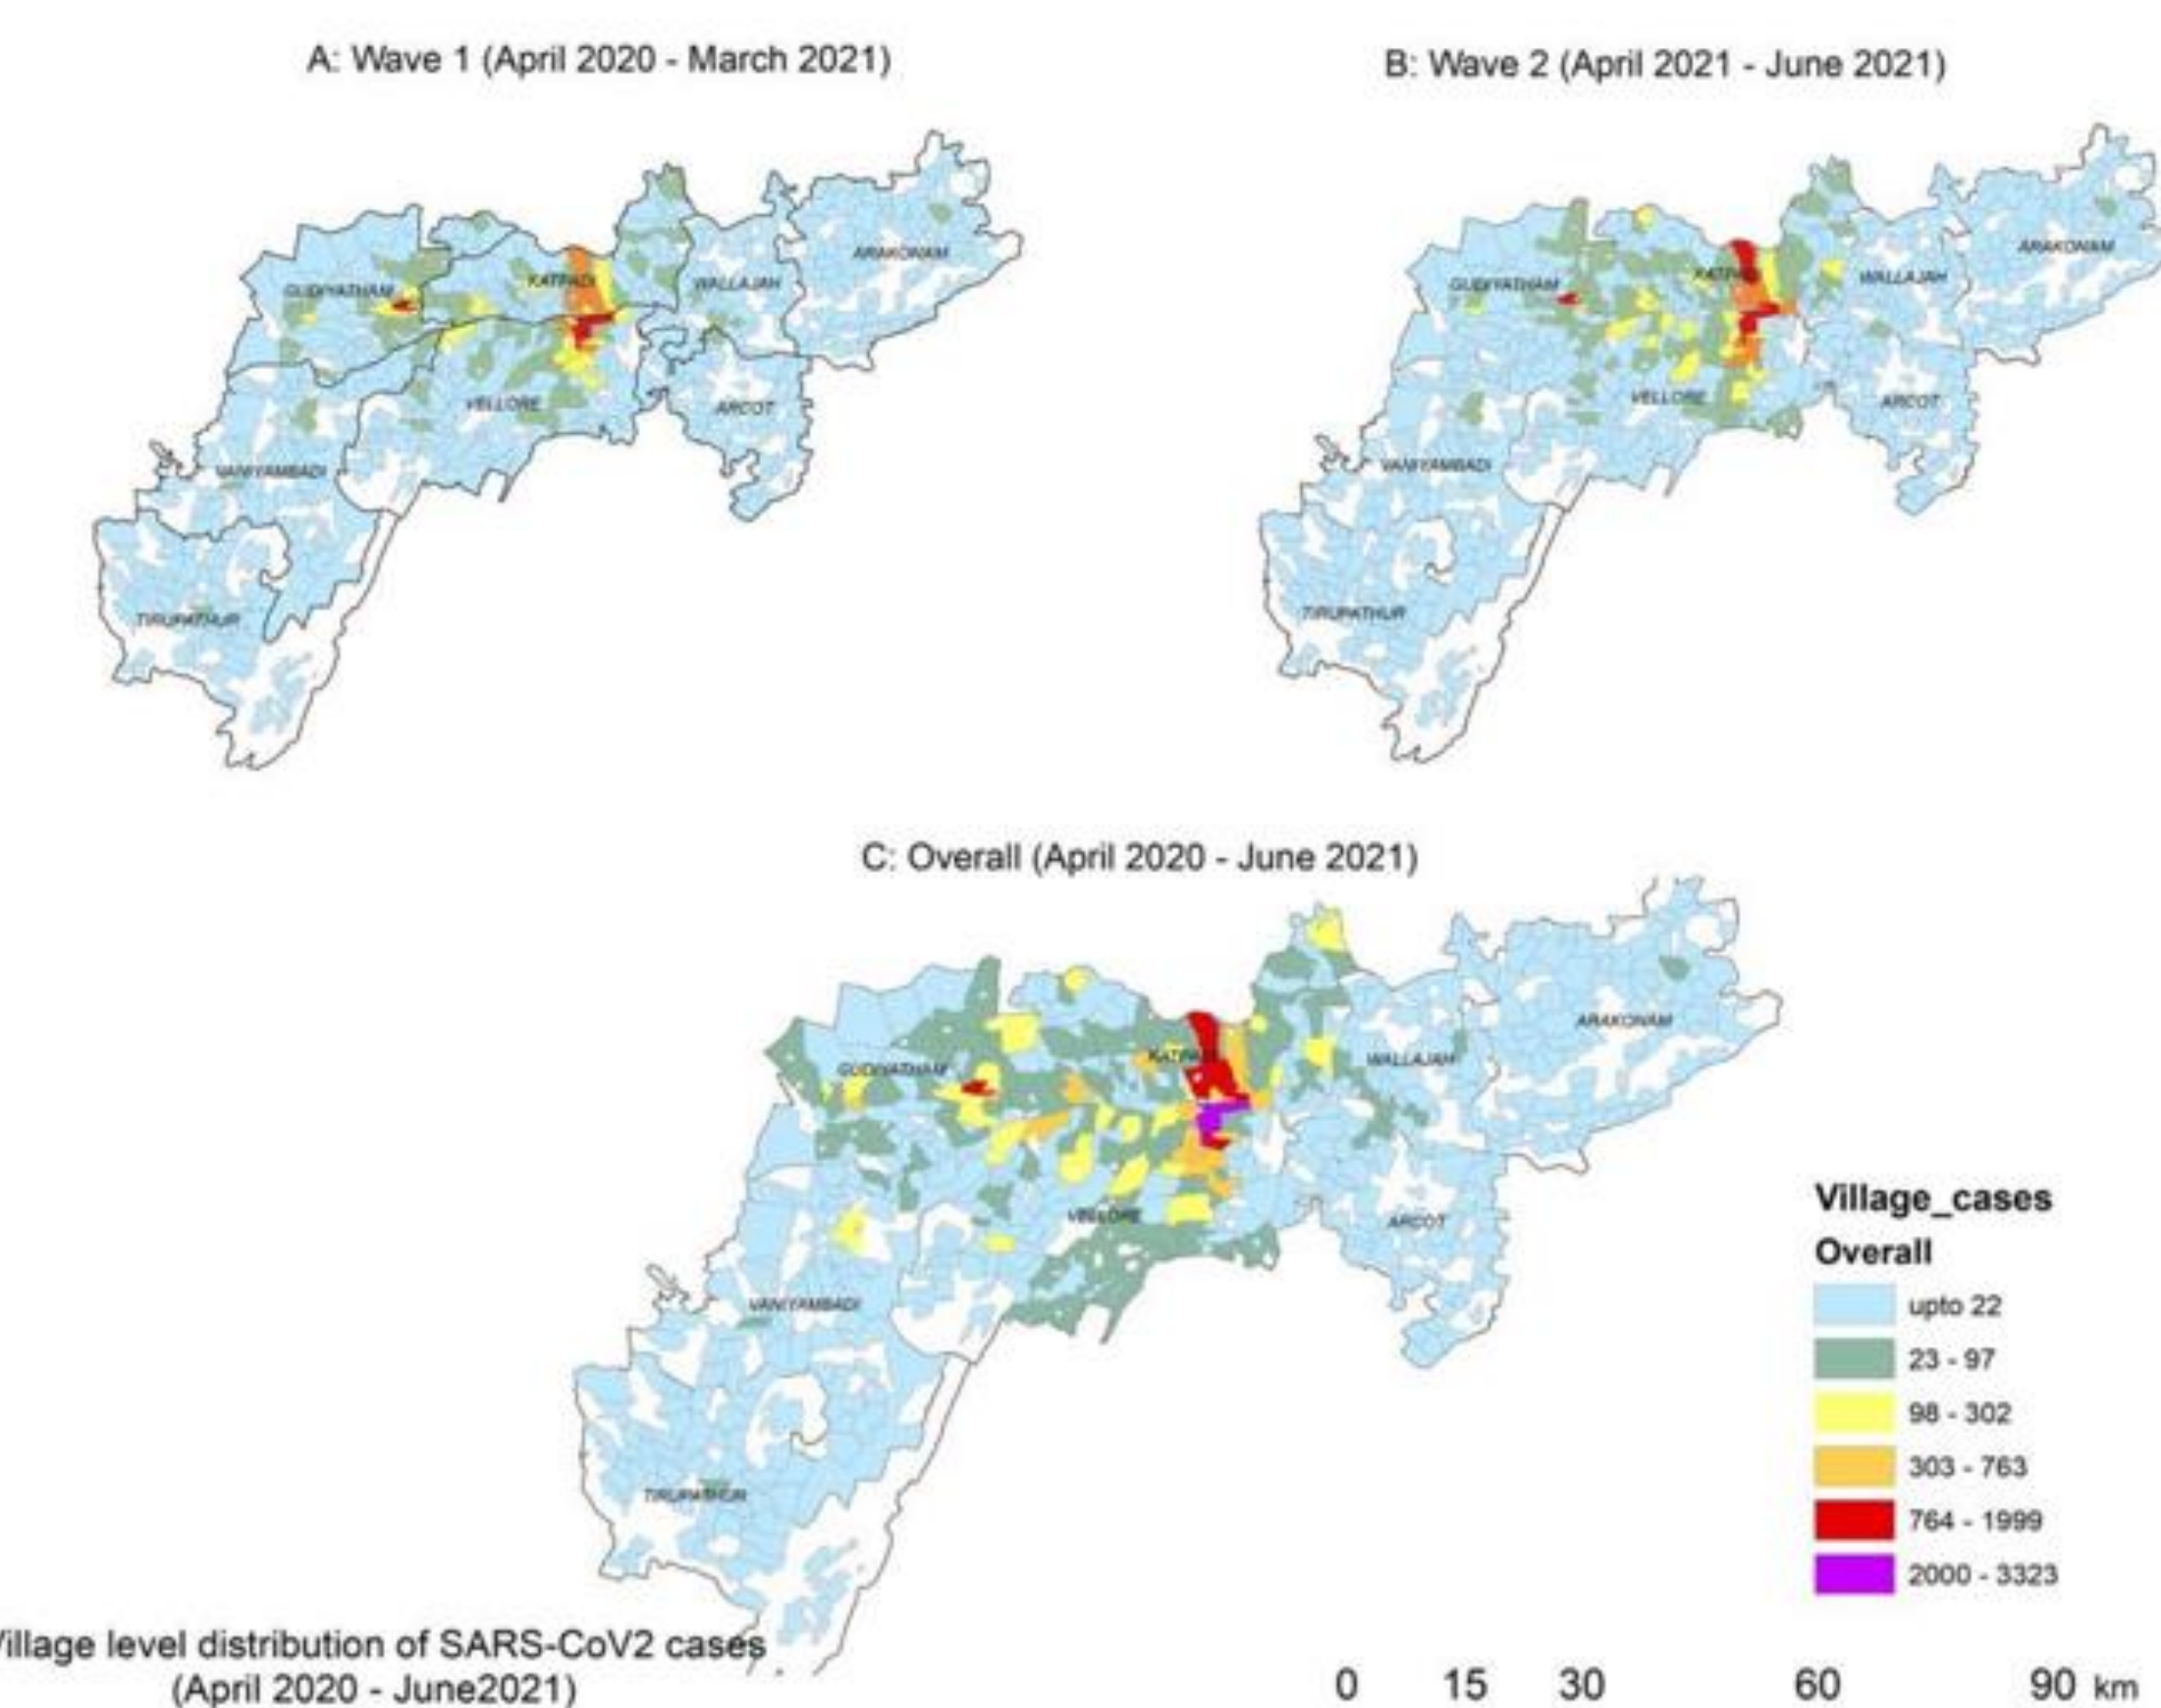 A: Wave 1 (April 2020 - March 2021)
B: Wave 2 (April 2021 - June 2021)
ARAKONAM
KATPADI
WALLAJAH
GUDIYATHAM
VELLORE
ARCOT
VANIYAMBADI
TIRUPATHUR
ARAKONAM
KATPADI
WALLAJAH
GUDIYATHAM
VELLORE
ARCOT
VANIYAMBADI
TIRUPATHUR
C: Overall (April 2020 - June 2021)
ARAKONAM
KATPADI
WALLAJAH
GUDIYATHAM
VELLORE
ARCOT
VANIYAMBADI
TIRUPATHUR
Village_cases
Overall
upto 22
23 - 97
98 - 302
303 - 763
764 - 1999
2000 - 3323
Village level distribution of SARS-CoV2 cases
(April 2020 - June2021)
0 15 30 60 90 km